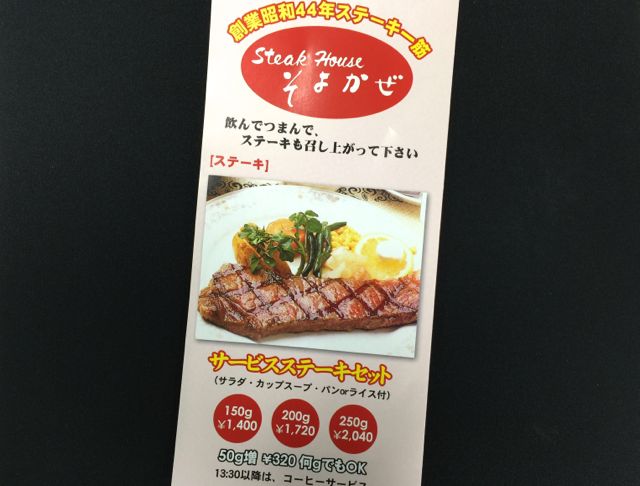 創業昭和44年ステーキ一筋
Steak House
そよかぜ
飲んでつまんで、
ステーキも召し上がって下さい
[ステーキ]
サービスステーキセット
(サラダ・カップスープ・パンorライス付)
150g
¥1,400
200g
¥1,720
250g
¥2,040
50g増 ¥320 何gでもOK
13:30以降は、コーヒーサービス